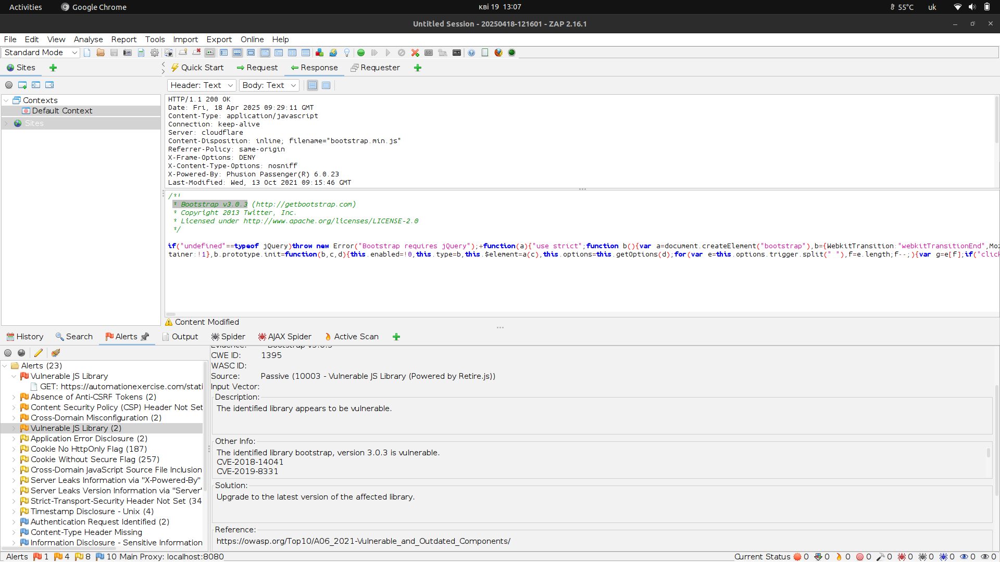 Activities Google Chrome кві 19 13:07 55°C uk
Untitled Session - 20250418-121601 - ZAP 2.16.1
File Edit View Analyse Report Tools Import Export Online Help
Standard Mode
Sites Quick Start Request Response Requester
Header: Text Body: Text
Contexts
Default Context
Sites
HTTP/1.1 200 OK
Date: Fri, 18 Apr 2025 09:29:11 GMT
Content-Type: application/javascript
Connection: keep-alive
Server: cloudflare
Content-Disposition: inline; filename="bootstrap.min.js"
Referrer-Policy: same-origin
X-Frame-Options: DENY
X-Content-Type-Options: nosniff
X-Powered-By: Phusion Passenger(R) 6.0.23
Last-Modified: Wed, 13 Oct 2021 09:15:46 GMT
/*!
* Bootstrap v3.0.3 (http://getbootstrap.com)
* Copyright 2013 Twitter, Inc.
* Licensed under http://www.apache.org/licenses/LICENSE-2.0
*/
if("undefined"==typeof jQuery)throw new Error("Bootstrap requires jQuery");+function(a){"use strict";function b(){var a=document.createElement("bootstrap"),b={WebkitTransition:"webkitTransitionEnd",Moz
tainer:!1},b.prototype.init=function(b,c,d){this.enabled=!0,this.type=b,this.$element=a(c),this.options=this.getOptions(d);for(var e=this.options.trigger.split(" "),f=e.length;f--;){var g=e[f];if("click
Content Modified
History Search Alerts Output Spider AJAX Spider Active Scan
Alerts (23)
Vulnerable JS Library
GET: https://automationexercise.com/stati
Absence of Anti-CSRF Tokens (2)
Content Security Policy (CSP) Header Not Set
Cross-Domain Misconfiguration (2)
Vulnerable JS Library (2)
Application Error Disclosure (2)
Cookie No HttpOnly Flag (187)
Cookie Without Secure Flag (257)
Cross-Domain JavaScript Source File Inclusion
Server Leaks Information via "X-Powered-By"
Server Leaks Version Information via "Server"
Strict-Transport-Security Header Not Set (34
Timestamp Disclosure - Unix (4)
Authentication Request Identified (2)
Content-Type Header Missing
Information Disclosure - Sensitive Information
Evidence: * Bootstrap v3.0.3
CWE ID: 1395
WASC ID:
Source: Passive (10003 - Vulnerable JS Library (Powered by Retire.js))
Input Vector:
Description:
The identified library appears to be vulnerable.
Other Info:
The identified library bootstrap, version 3.0.3 is vulnerable.
CVE-2018-14041
CVE-2019-8331
Solution:
Upgrade to the latest version of the affected library.
Reference:
https://owasp.org/Top10/A06_2021-Vulnerable_and_Outdated_Components/
Alerts 1 4 8 10 Main Proxy: localhost:8080 Current Status 0 0 0 0 0 0 0 0 0 0